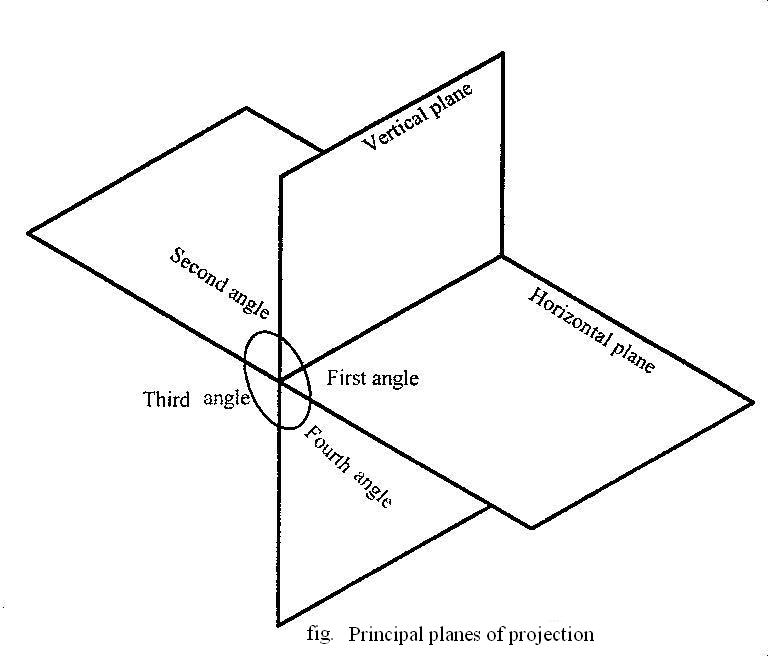 Vertical plane
Second angle
Horizontal plane
First angle
Third angle
Fourth angle
fig. Principal planes of projection